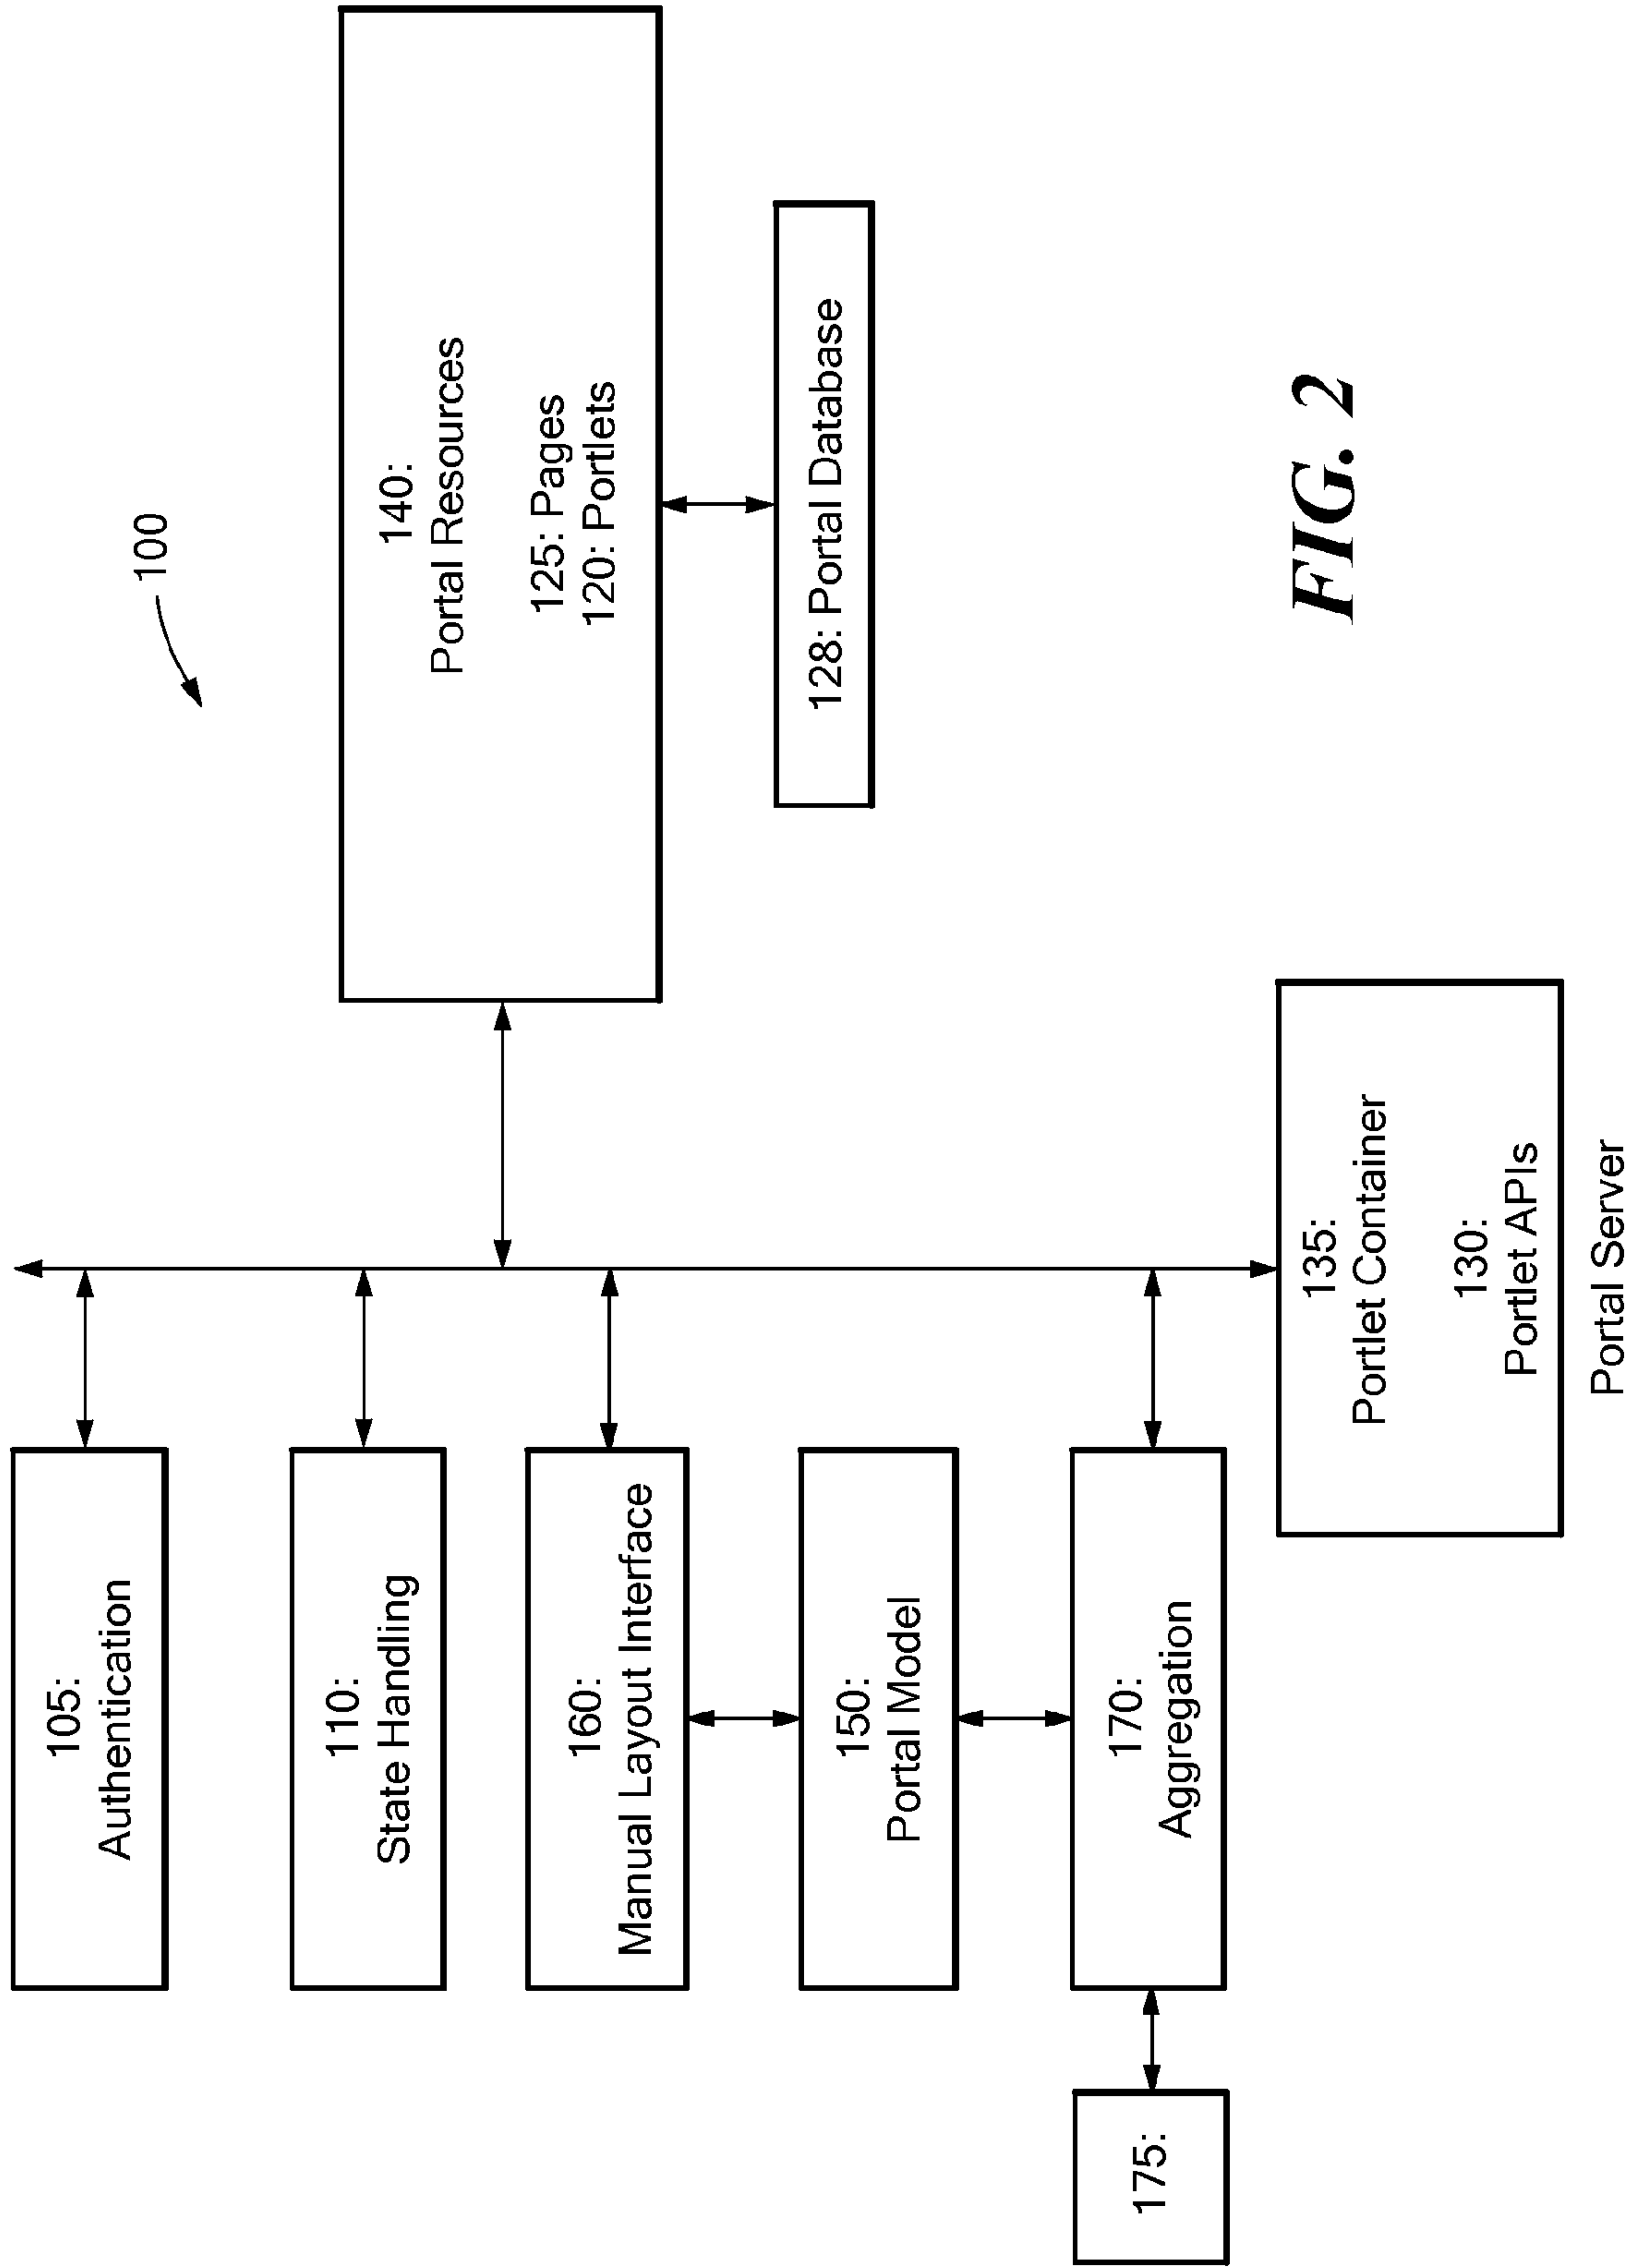 100
105:
Authentication
110:
State Handling
160:
Manual Layout Interface
150:
Portal Model
175:
170:
Aggregation
140:
Portal Resources
125: Pages
120: Portlets
128: Portal Database
135:
Portlet Container
130:
Portlet APIs
Portal Server
FIG. 2